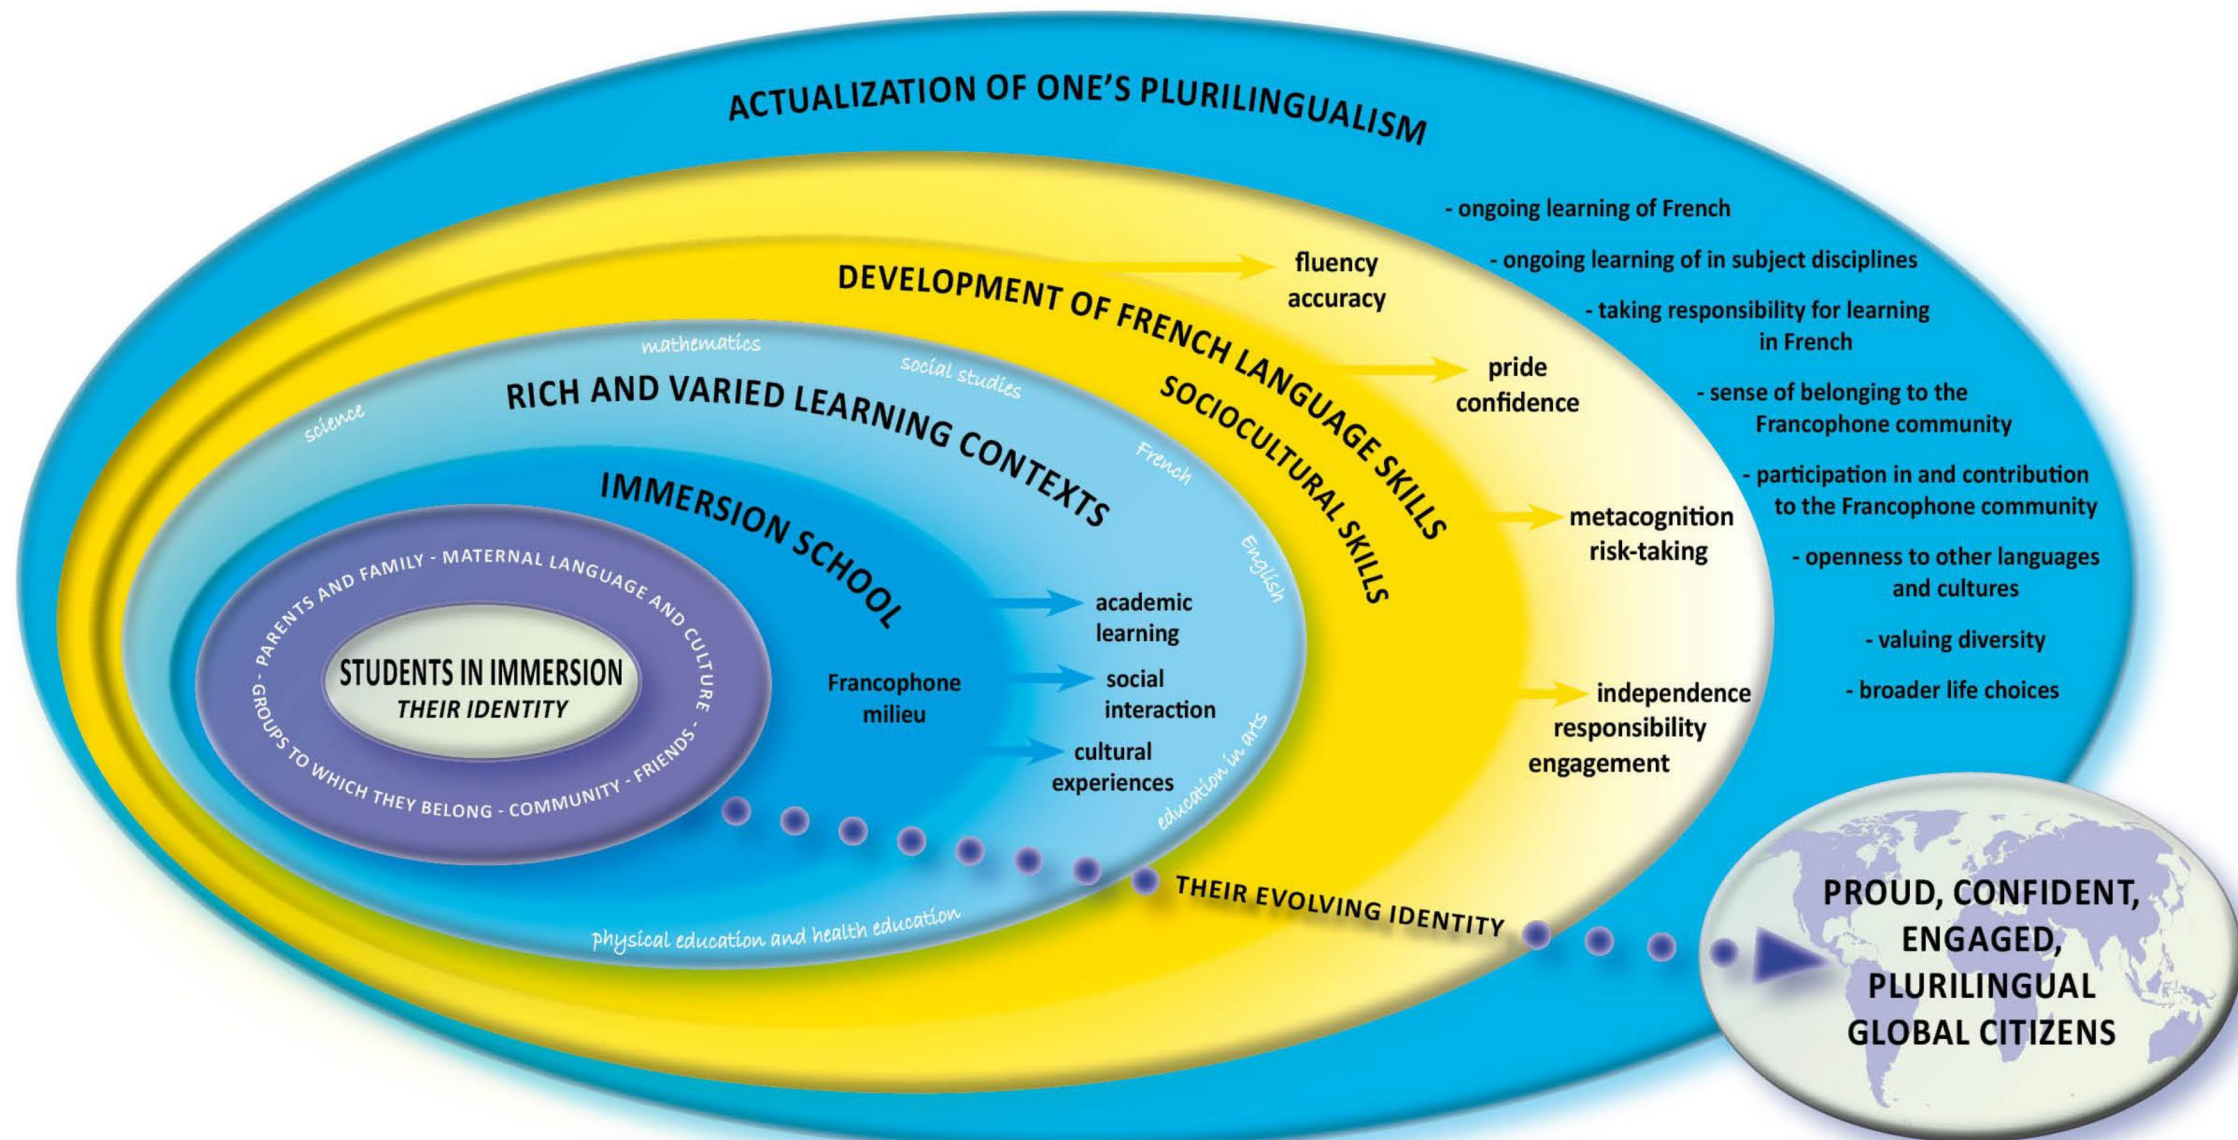 ACTUALIZATION OF ONE'S PLURILINGUALISM
- ongoing learning of French
- ongoing learning of in subject disciplines
- taking responsibility for learning
in French
- sense of belonging to the
Francophone community
- participation in and contribution
to the Francophone community
- openness to other languages
and cultures
- valuing diversity
- broader life choices
DEVELOPMENT OF FRENCH LANGUAGE SKILLS
SOCIOCULTURAL SKILLS
fluency
accuracy
pride
confidence
metacognition
risk-taking
independence
responsibility
engagement
science
mathematics
social studies
French
English
education in arts
physical education and health education
RICH AND VARIED LEARNING CONTEXTS
IMMERSION SCHOOL
Francophone
milieu
academic
learning
social
interaction
cultural
experiences
- PARENTS AND FAMILY - MATERNAL LANGUAGE AND CULTURE - FRIENDS - COMMUNITY - GROUPS TO WHICH THEY BELONG
STUDENTS IN IMMERSION
THEIR IDENTITY
THEIR EVOLVING IDENTITY
PROUD, CONFIDENT,
ENGAGED,
PLURILINGUAL
GLOBAL CITIZENS